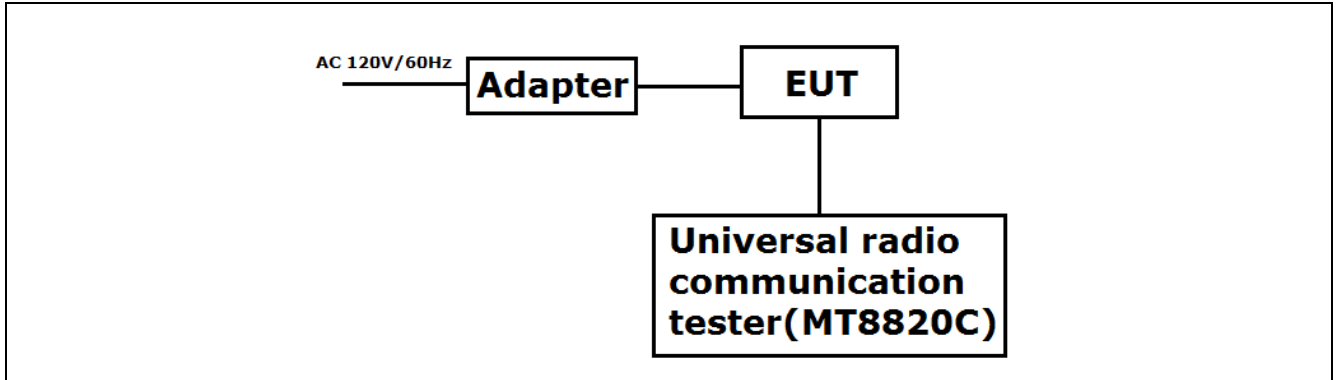 AC 120V/60Hz
Adapter
EUT
Universal radio
communication
tester(MT8820C)